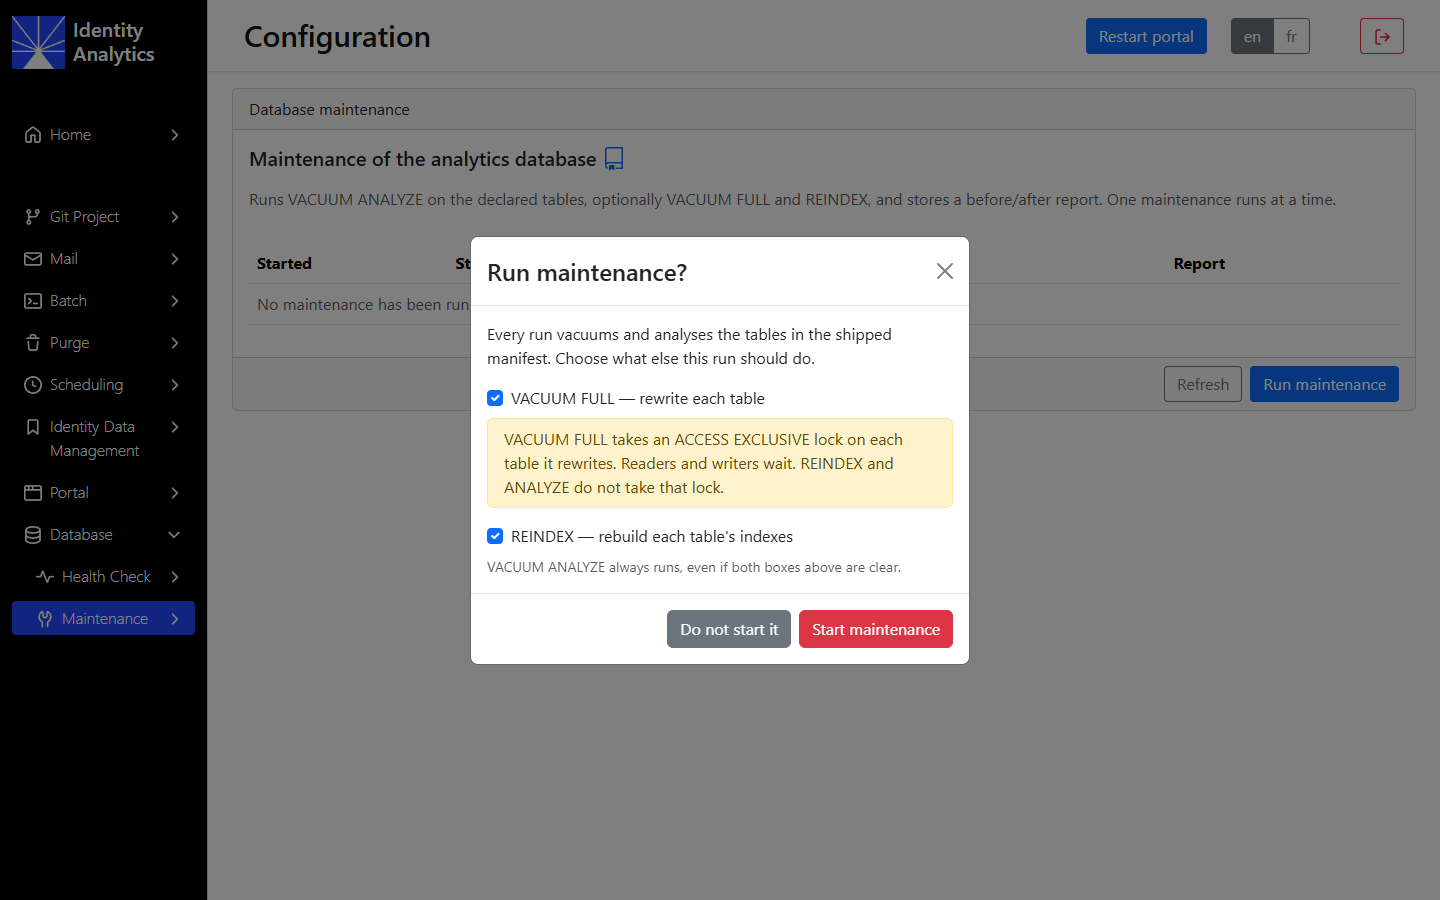 Identity
Analytics
Configuration
Restart portal
en
fr
Home
Git Project
Mail
Batch
Purge
Scheduling
Identity Data
Management
Portal
Database
Health Check
Maintenance
Database maintenance
Maintenance of the analytics database
Runs VACUUM ANALYZE on the declared tables, optionally VACUUM FULL and REINDEX, and stores a before/after report. One maintenance runs at a time.
Started
St
Report
No maintenance has been run
Refresh
Run maintenance
Run maintenance?
Every run vacuums and analyses the tables in the shipped
manifest. Choose what else this run should do.
VACUUM FULL — rewrite each table
VACUUM FULL takes an ACCESS EXCLUSIVE lock on each
table it rewrites. Readers and writers wait. REINDEX and
ANALYZE do not take that lock.
REINDEX — rebuild each table's indexes
VACUUM ANALYZE always runs, even if both boxes above are clear.
Do not start it
Start maintenance